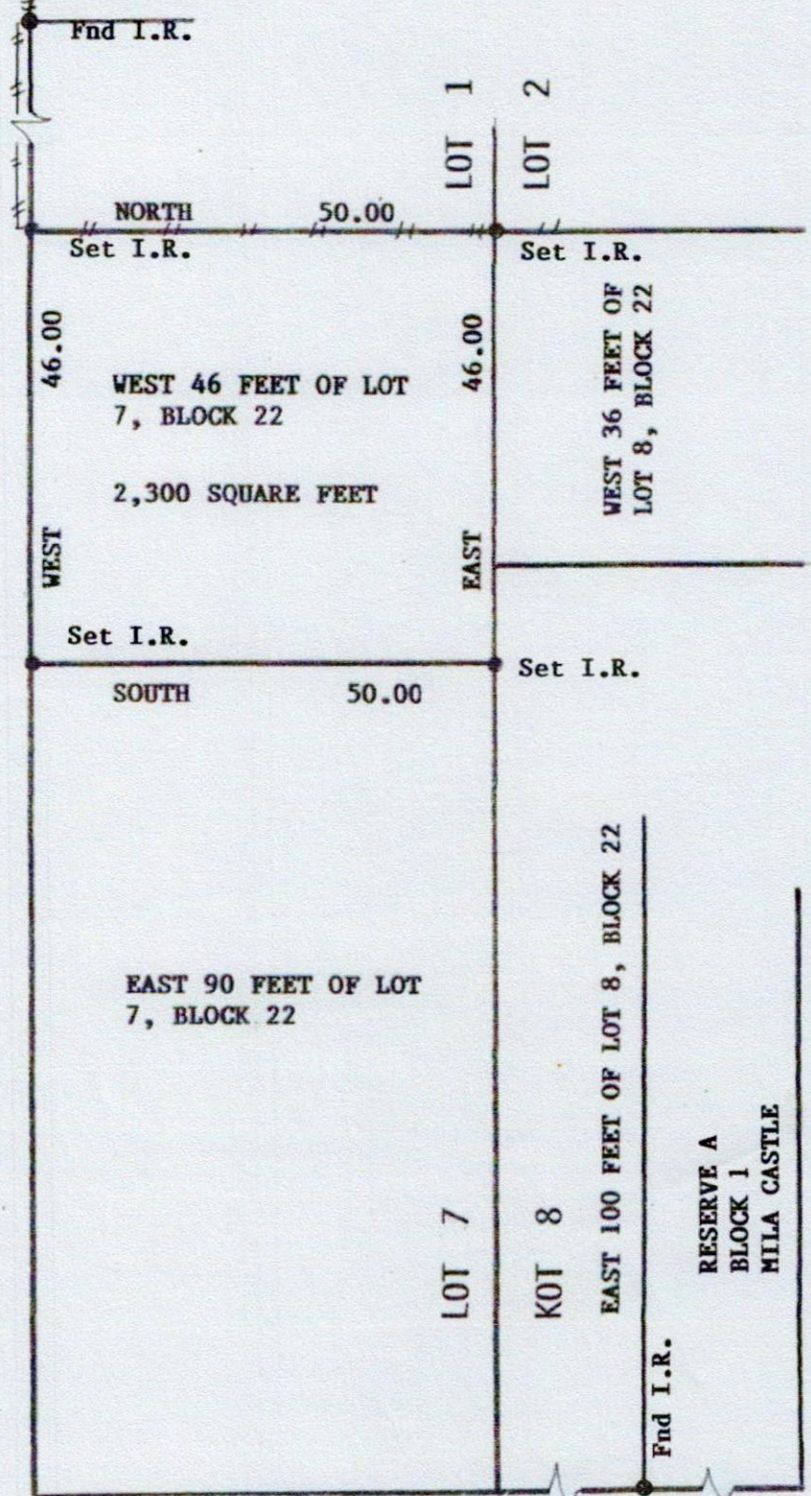 Fnd I.R.
LOT 1
LOT 2
NORTH 50.00
Set I.R.
Set I.R.
46.00
46.00
WEST 46 FEET OF LOT
7, BLOCK 22
2,300 SQUARE FEET
WEST 36 FEET OF
LOT 8, BLOCK 22
WEST
EAST
Set I.R.
Set I.R.
SOUTH 50.00
EAST 90 FEET OF LOT
7, BLOCK 22
EAST 100 FEET OF LOT 8, BLOCK 22
LOT 7
KOT 8
RESERVE A
BLOCK 1
MILA CASTLE
Fnd I.R.